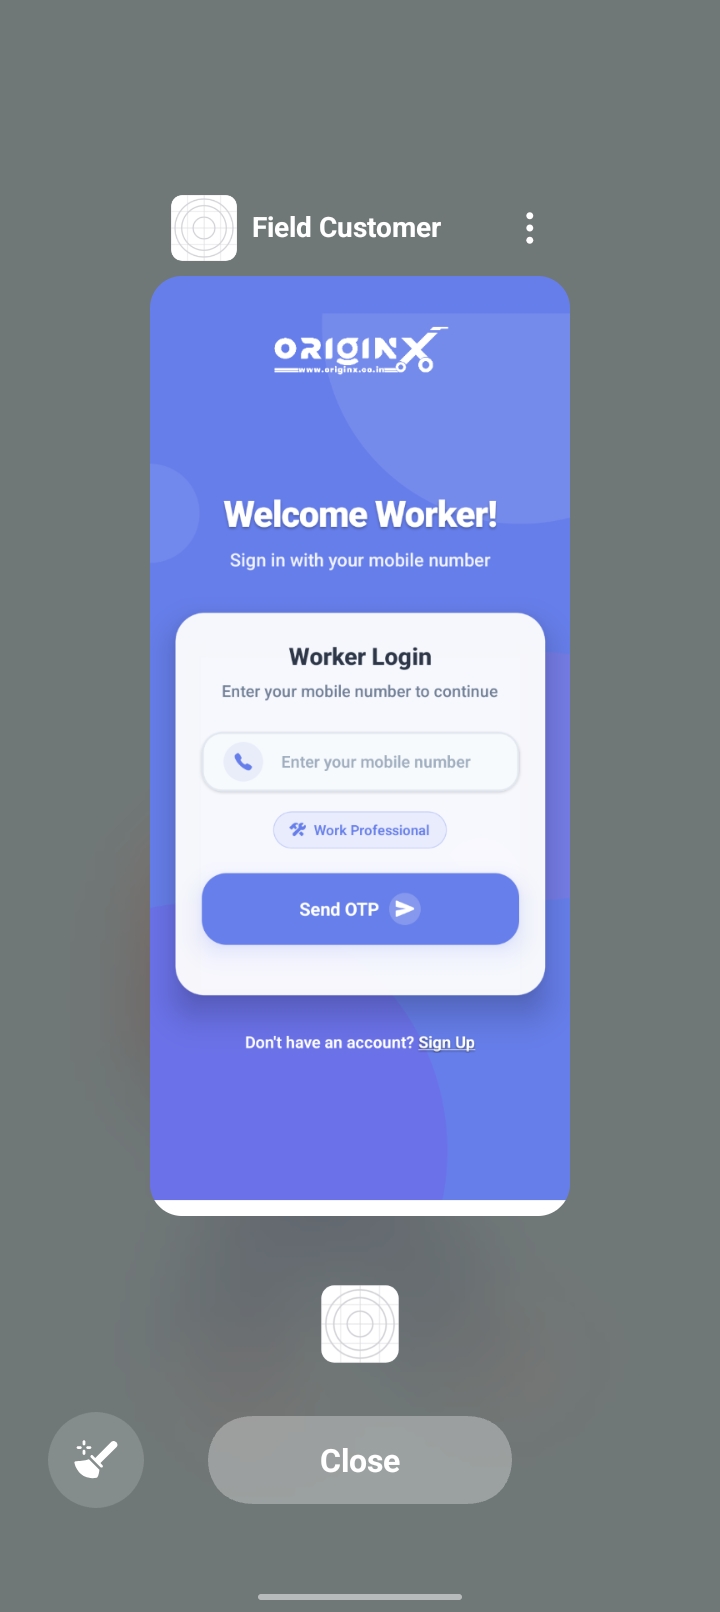 Field Customer
ORIGINX
www.originx.co.in
Welcome Worker!
Sign in with your mobile number
Worker Login
Enter your mobile number to continue
Enter your mobile number
Work Professional
Send OTP
Don't have an account? Sign Up
Close